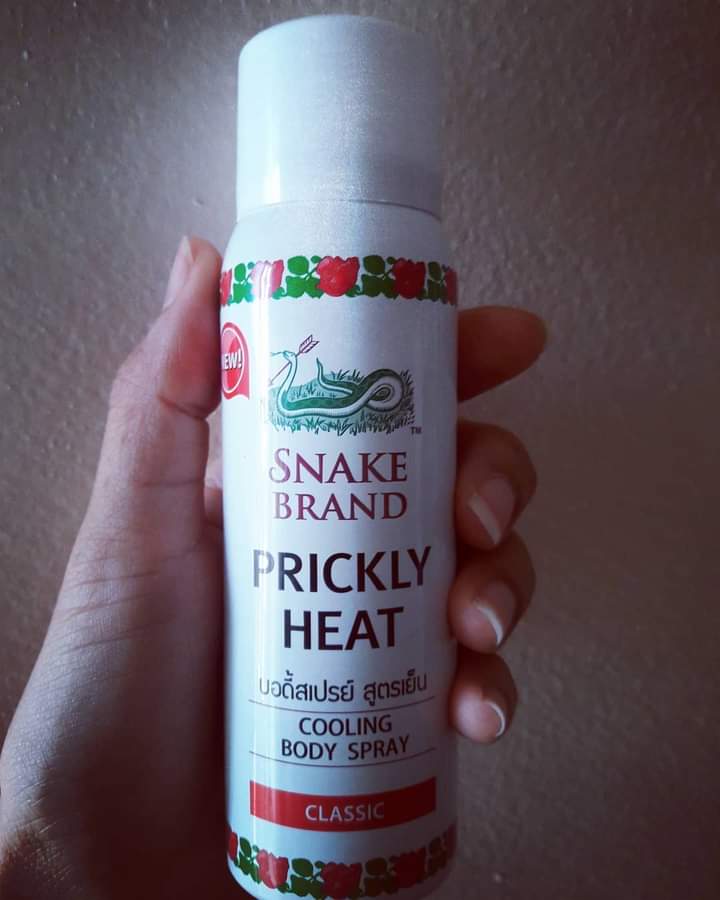 NEW!
TM
SNAKE
BRAND
PRICKLY
HEAT
บอดี้สเปรย์ สูตรเย็น
COOLING
BODY SPRAY
CLASSIC